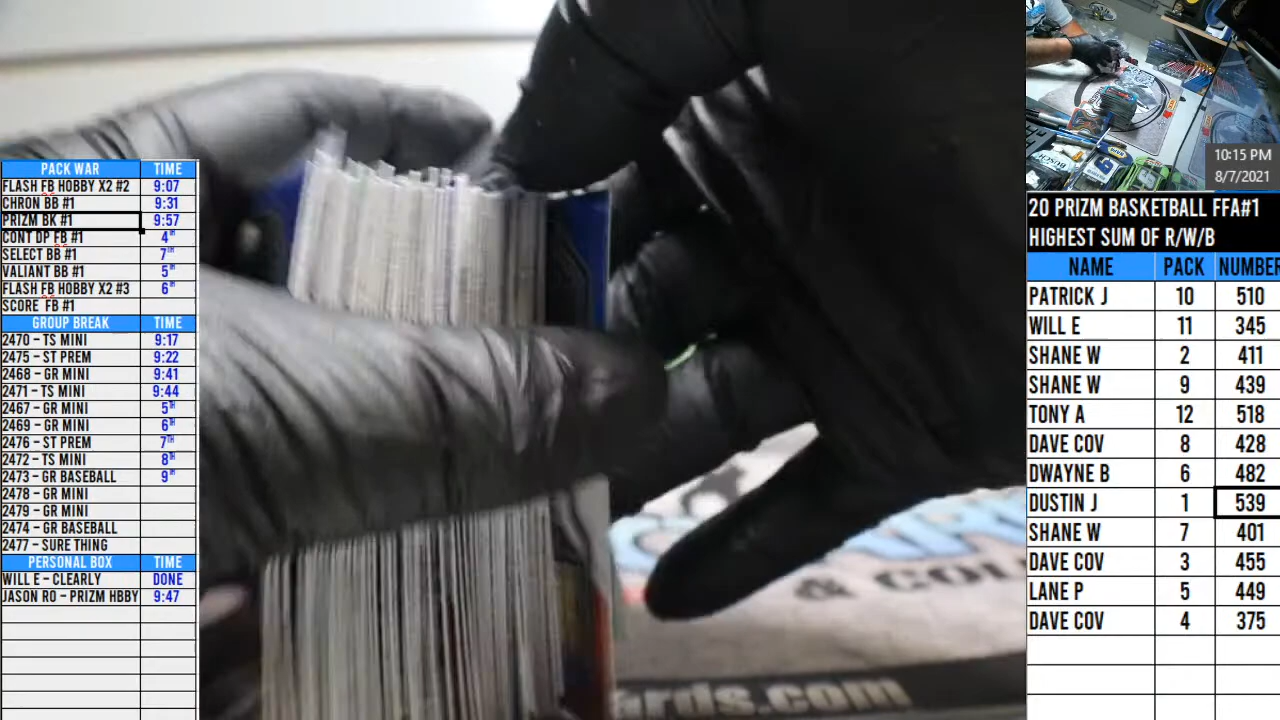 PACK WAR TIME
FLASH FB HOBBY X2 #2 9:07
CHRON BB #1 9:31
PRIZM BK #1 9:57
CONT DP FB #1 4TH
SELECT BB #1 7TH
VALIANT BB #1 5TH
FLASH FB HOBBY X2 #3 6TH
SCORE FB #1
GROUP BREAK TIME
2470 – TS MINI 9:17
2475 – ST PREM 9:22
2468 – GR MINI 9:41
2471 – TS MINI 9:44
2467 – GR MINI 5TH
2469 – GR MINI 6TH
2476 – ST PREM 7TH
2472 – TS MINI 8TH
2473 – GR BASEBALL 9TH
2478 – GR MINI
2479 – GR MINI
2474 – GR BASEBALL
2477 – SURE THING
PERSONAL BOX TIME
WILL E – CLEARLY DONE
JASON RO – PRIZM HBBY 9:47
& COL
ards.com
10:15 PM
8/7/2021
20 PRIZM BASKETBALL FFA#1
HIGHEST SUM OF R/W/B
NAME PACK NUMBER
PATRICK J 10 510
WILL E 11 345
SHANE W 2 411
SHANE W 9 439
TONY A 12 518
DAVE COV 8 428
DWAYNE B 6 482
DUSTIN J 1 539
SHANE W 7 401
DAVE COV 3 455
LANE P 5 449
DAVE COV 4 375